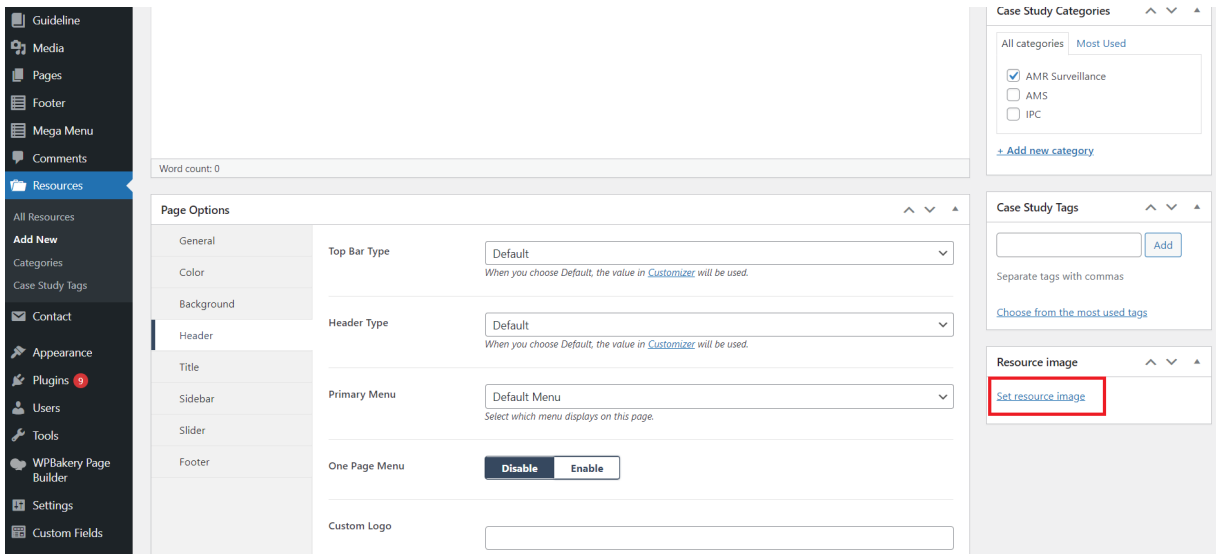 Guideline
Media
Pages
Footer
Mega Menu
Comments
Resources
All Resources
Add New
Categories
Case Study Tags
Contact
Appearance
Plugins 9
Users
Tools
WPBakery Page
Builder
Settings
Custom Fields
Word count: 0
Page Options
General
Color
Background
Header
Title
Sidebar
Slider
Footer
Top Bar Type
Default
When you choose Default, the value in Customizer will be used.
Header Type
Default
When you choose Default, the value in Customizer will be used.
Primary Menu
Default Menu
Select which menu displays on this page.
One Page Menu
Disable Enable
Custom Logo
Case Study Categories
All categories Most Used
AMR Surveillance
AMS
IPC
+ Add new category
Case Study Tags
Add
Separate tags with commas
Choose from the most used tags
Resource image
Set resource image